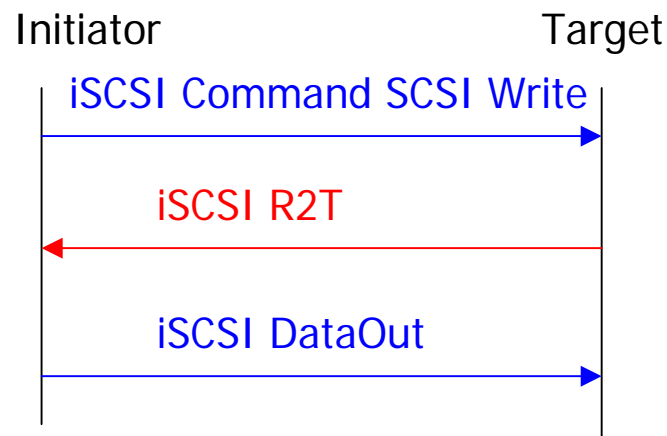 Initiator Target
iSCSI Command SCSI Write
iSCSI R2T
iSCSI DataOut